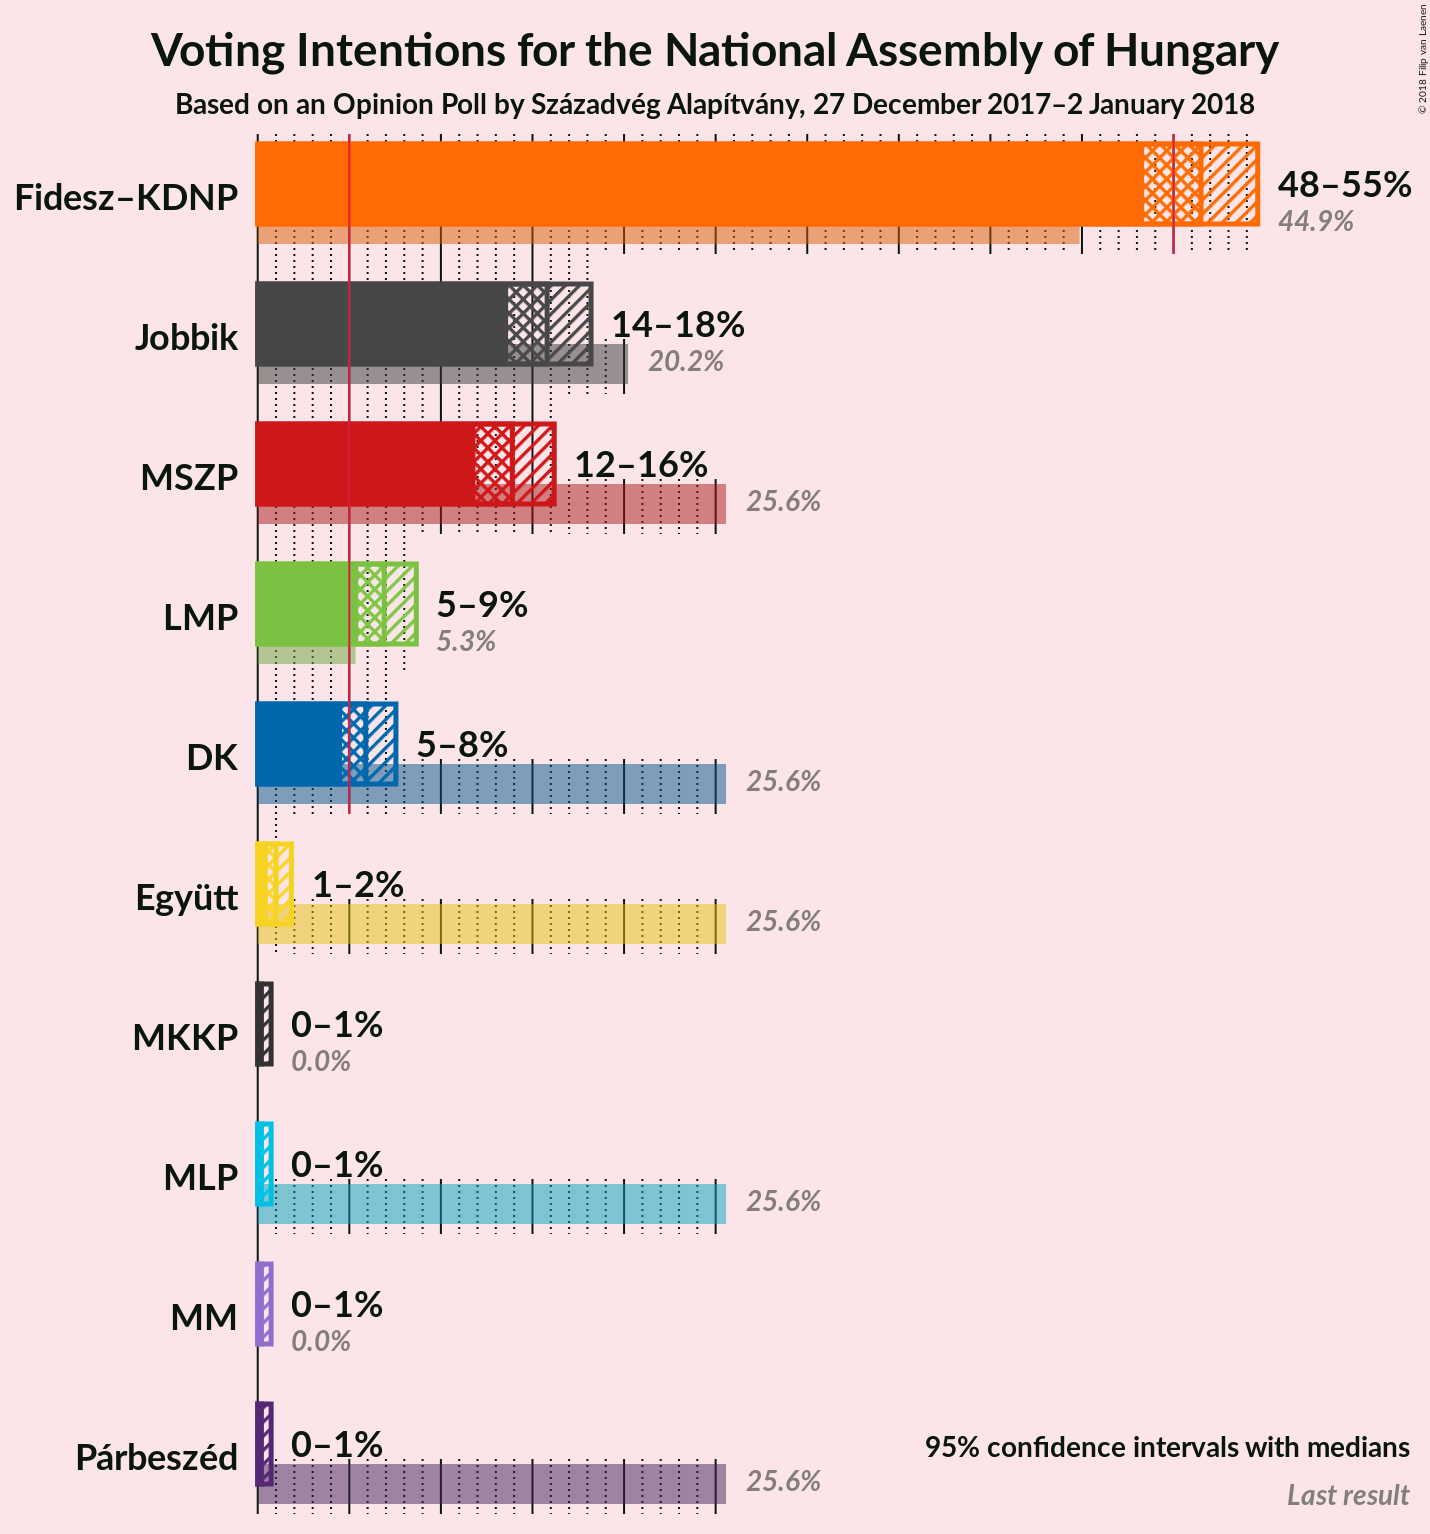 Voting Intentions for the National Assembly of Hungary
Based on an Opinion Poll by Századvég Alapítvány, 27 December 2017–2 January 2018
© 2018 Filip van Laenen
Fidesz–KDNP
48–55%
44.9%
Jobbik
14–18%
20.2%
MSZP
12–16%
25.6%
LMP
5–9%
5.3%
DK
5–8%
25.6%
Együtt
1–2%
25.6%
MKKP
0–1%
0.0%
MLP
0–1%
25.6%
MM
0–1%
0.0%
Párbeszéd
0–1%
25.6%
95% confidence intervals with medians
Last result